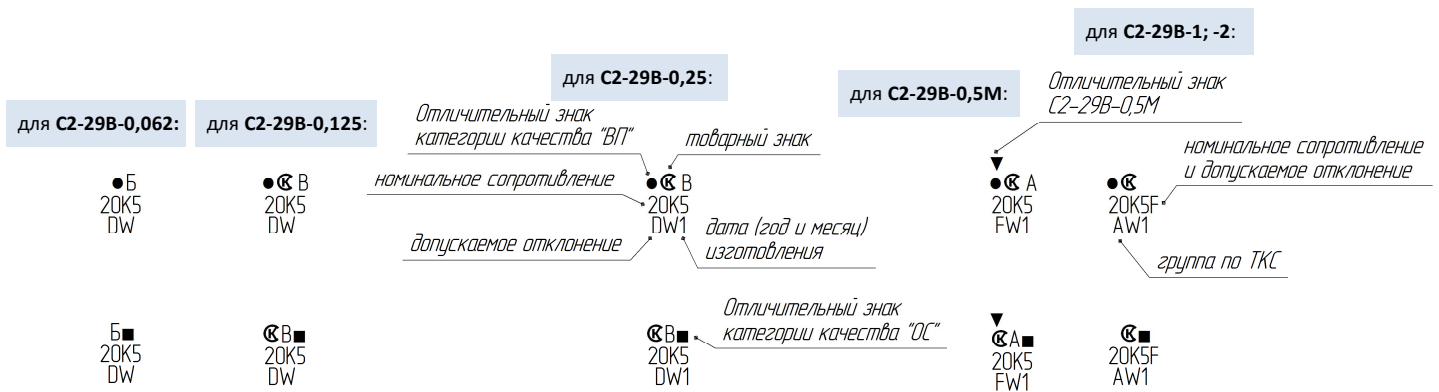 для С2-29В-1; -2:
для С2-29В-0,25:
для С2-29В-0,5М:
для С2-29В-0,062:
для С2-29В-0,125:
Отличительный знак
категории качества "ВП"
товарный знак
Отличительный знак
С2-29В-0,5М
номинальное сопротивление
номинальное сопротивление
и допускаемое отклонение
▼
●Б
20К5
DW
●К В
20К5
DW
●К В
20К5
DW1
●К А
20К5
FW1
●К
20К5F
AW1
допускаемое отклонение
дата (год и месяц)
изготовления
группа по ТКС
Отличительный знак
категории качества "ОС"
▼
Б■
20К5
DW
КВ■
20К5
DW
КВ■
20К5
DW1
КА■
20К5
FW1
К■
20К5F
AW1